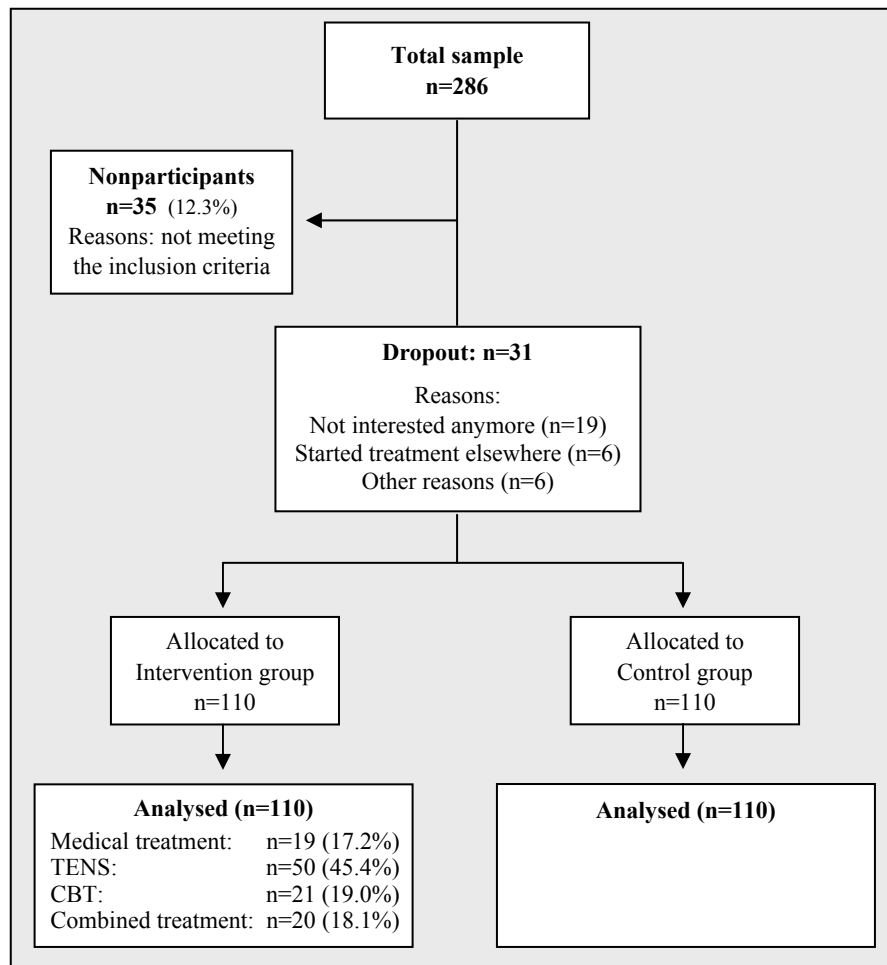 Total sample
n=286
Nonparticipants
n=35 (12.3%)
Reasons: not meeting
the inclusion criteria
Dropout: n=31
Reasons:
Not interested anymore (n=19)
Started treatment elsewhere (n=6)
Other reasons (n=6)
Allocated to
Intervention group
n=110
Allocated to
Control group
n=110
Analysed (n=110)
Medical treatment: n=19 (17.2%)
TENS: n=50 (45.4%)
CBT: n=21 (19.0%)
Combined treatment: n=20 (18.1%)
Analysed (n=110)